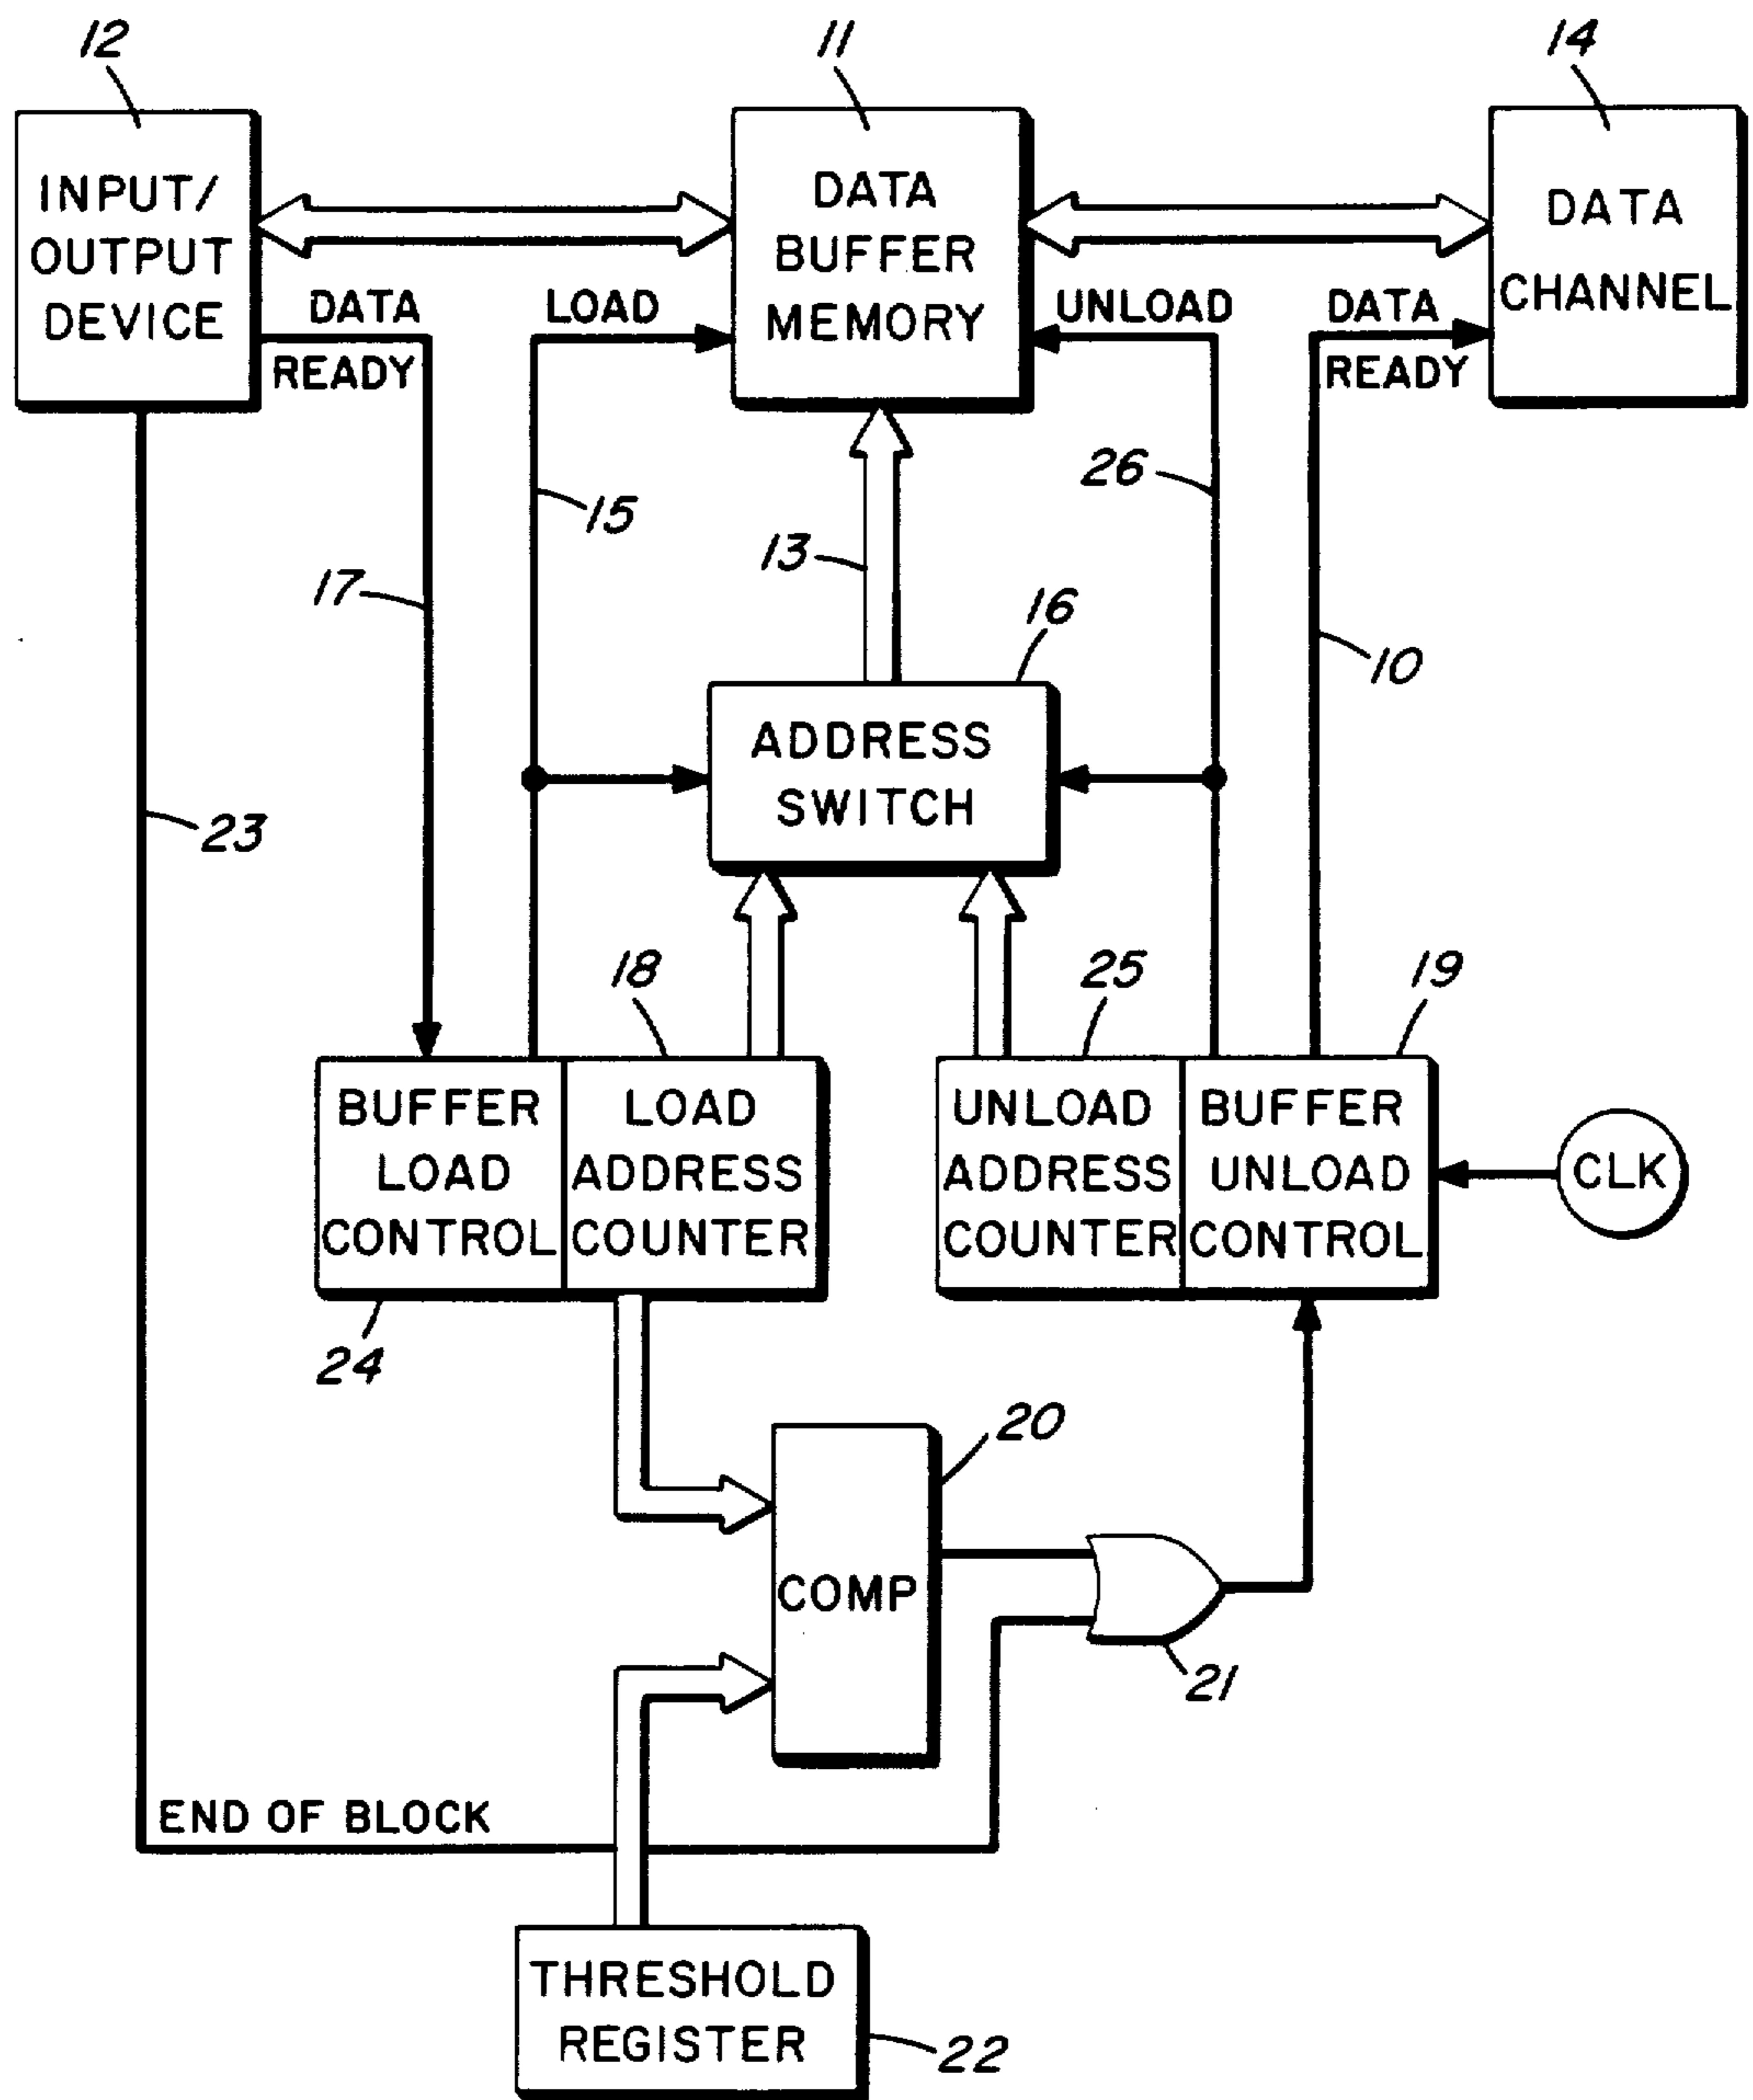 12
11
14
INPUT/
OUTPUT
DEVICE
DATA
BUFFER
MEMORY
DATA
CHANNEL
DATA
READY
LOAD
UNLOAD
DATA
READY
15
26
13
17
16
10
ADDRESS
SWITCH
23
18
25
19
BUFFER
LOAD
CONTROL
LOAD
ADDRESS
COUNTER
UNLOAD
ADDRESS
COUNTER
BUFFER
UNLOAD
CONTROL
CLK
24
20
COMP
21
END OF BLOCK
THRESHOLD
REGISTER
22